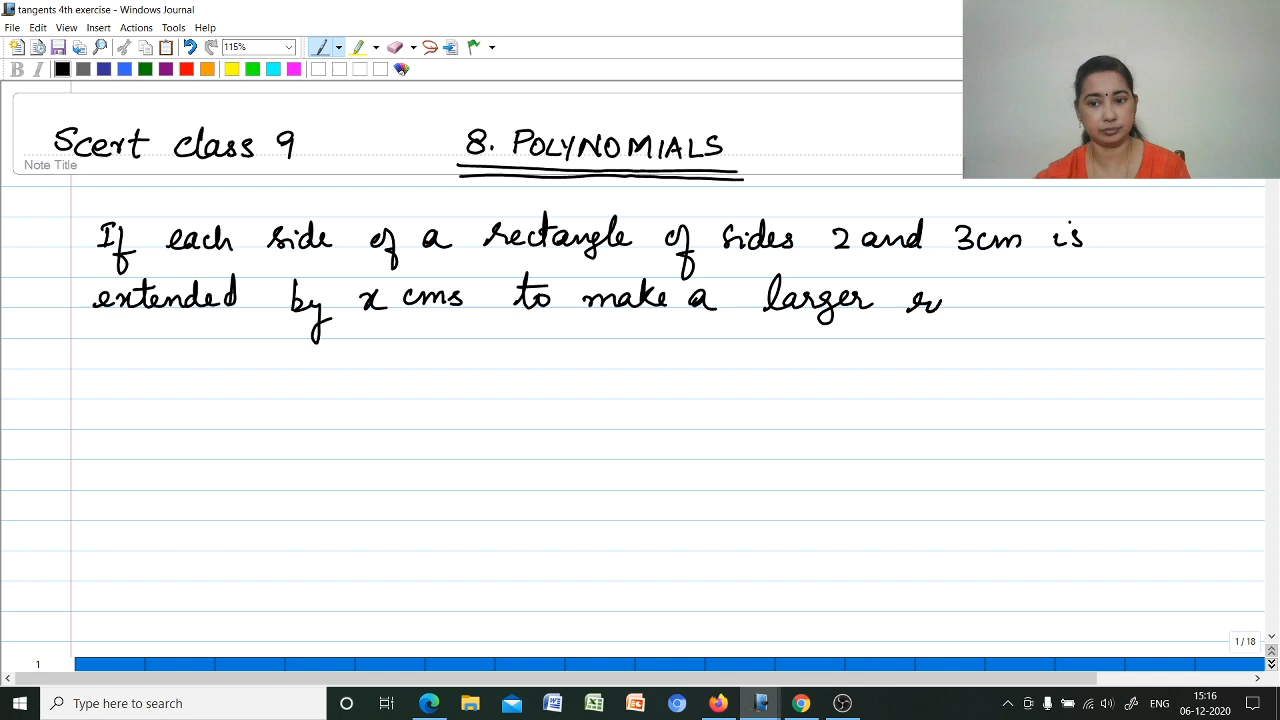 tangents 4th exercise - Windows Journal
File Edit View Insert Actions Tools Help
115%
B I
Scert class 9 8. POLYNOMIALS
Note Title
If each side of a rectangle of sides 2 and 3cm is
extended by x cms to make a larger
1 / 18
1
Type here to search
ENG
15:16
06-12-2020